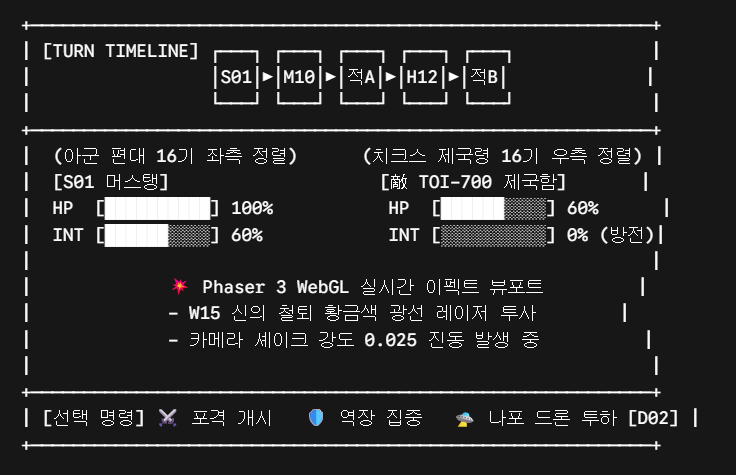 [TURN TIMELINE]
S01 ▶ M10 ▶ 적A ▶ H12 ▶ 적B
(아군 편대 16기 좌측 정렬) (치크스 제국령 16기 우측 정렬)
[S01 머스탱] [敵 TOI-700 제국함]
HP [██████████] 100% HP [██████░░░░] 60%
INT [██████░░░░] 60% INT [░░░░░░░░░░] 0% (방전)
💥 Phaser 3 WebGL 실시간 이펙트 뷰포트
- W15 신의 철퇴 황금색 광선 레이저 투사
- 카메라 셰이크 강도 0.025 진동 발생 중
[선택 명령] ⚔️ 포격 개시 🛡️ 역장 집중 🛸 나포 드론 투하 [D02]